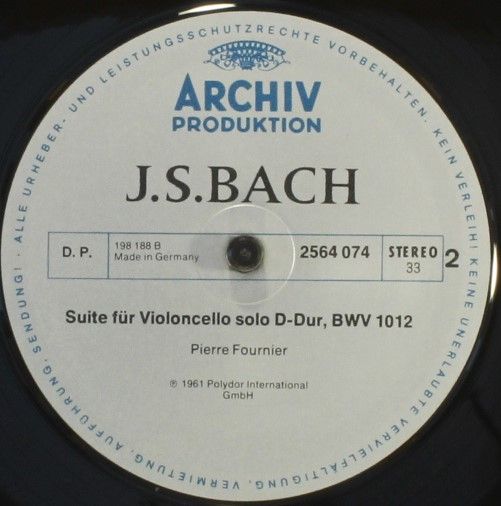 ALLE URHEBER- UND LEISTUNGSSCHUTZRECHTE VORBEHALTEN. KEIN VERLEIH! KEINE UNERLAUBTE VERVIELFÄLTIGUNG, VERMIETUNG, AUFFÜHRUNG, SENDUNG!
ARCHIV
PRODUKTION
J.S.BACH
D. P.
198 188 B
Made in Germany
2564 074
STEREO
33
2
Suite für Violoncello solo D-Dur, BWV 1012
Pierre Fournier
℗ 1961 Polydor International
GmbH